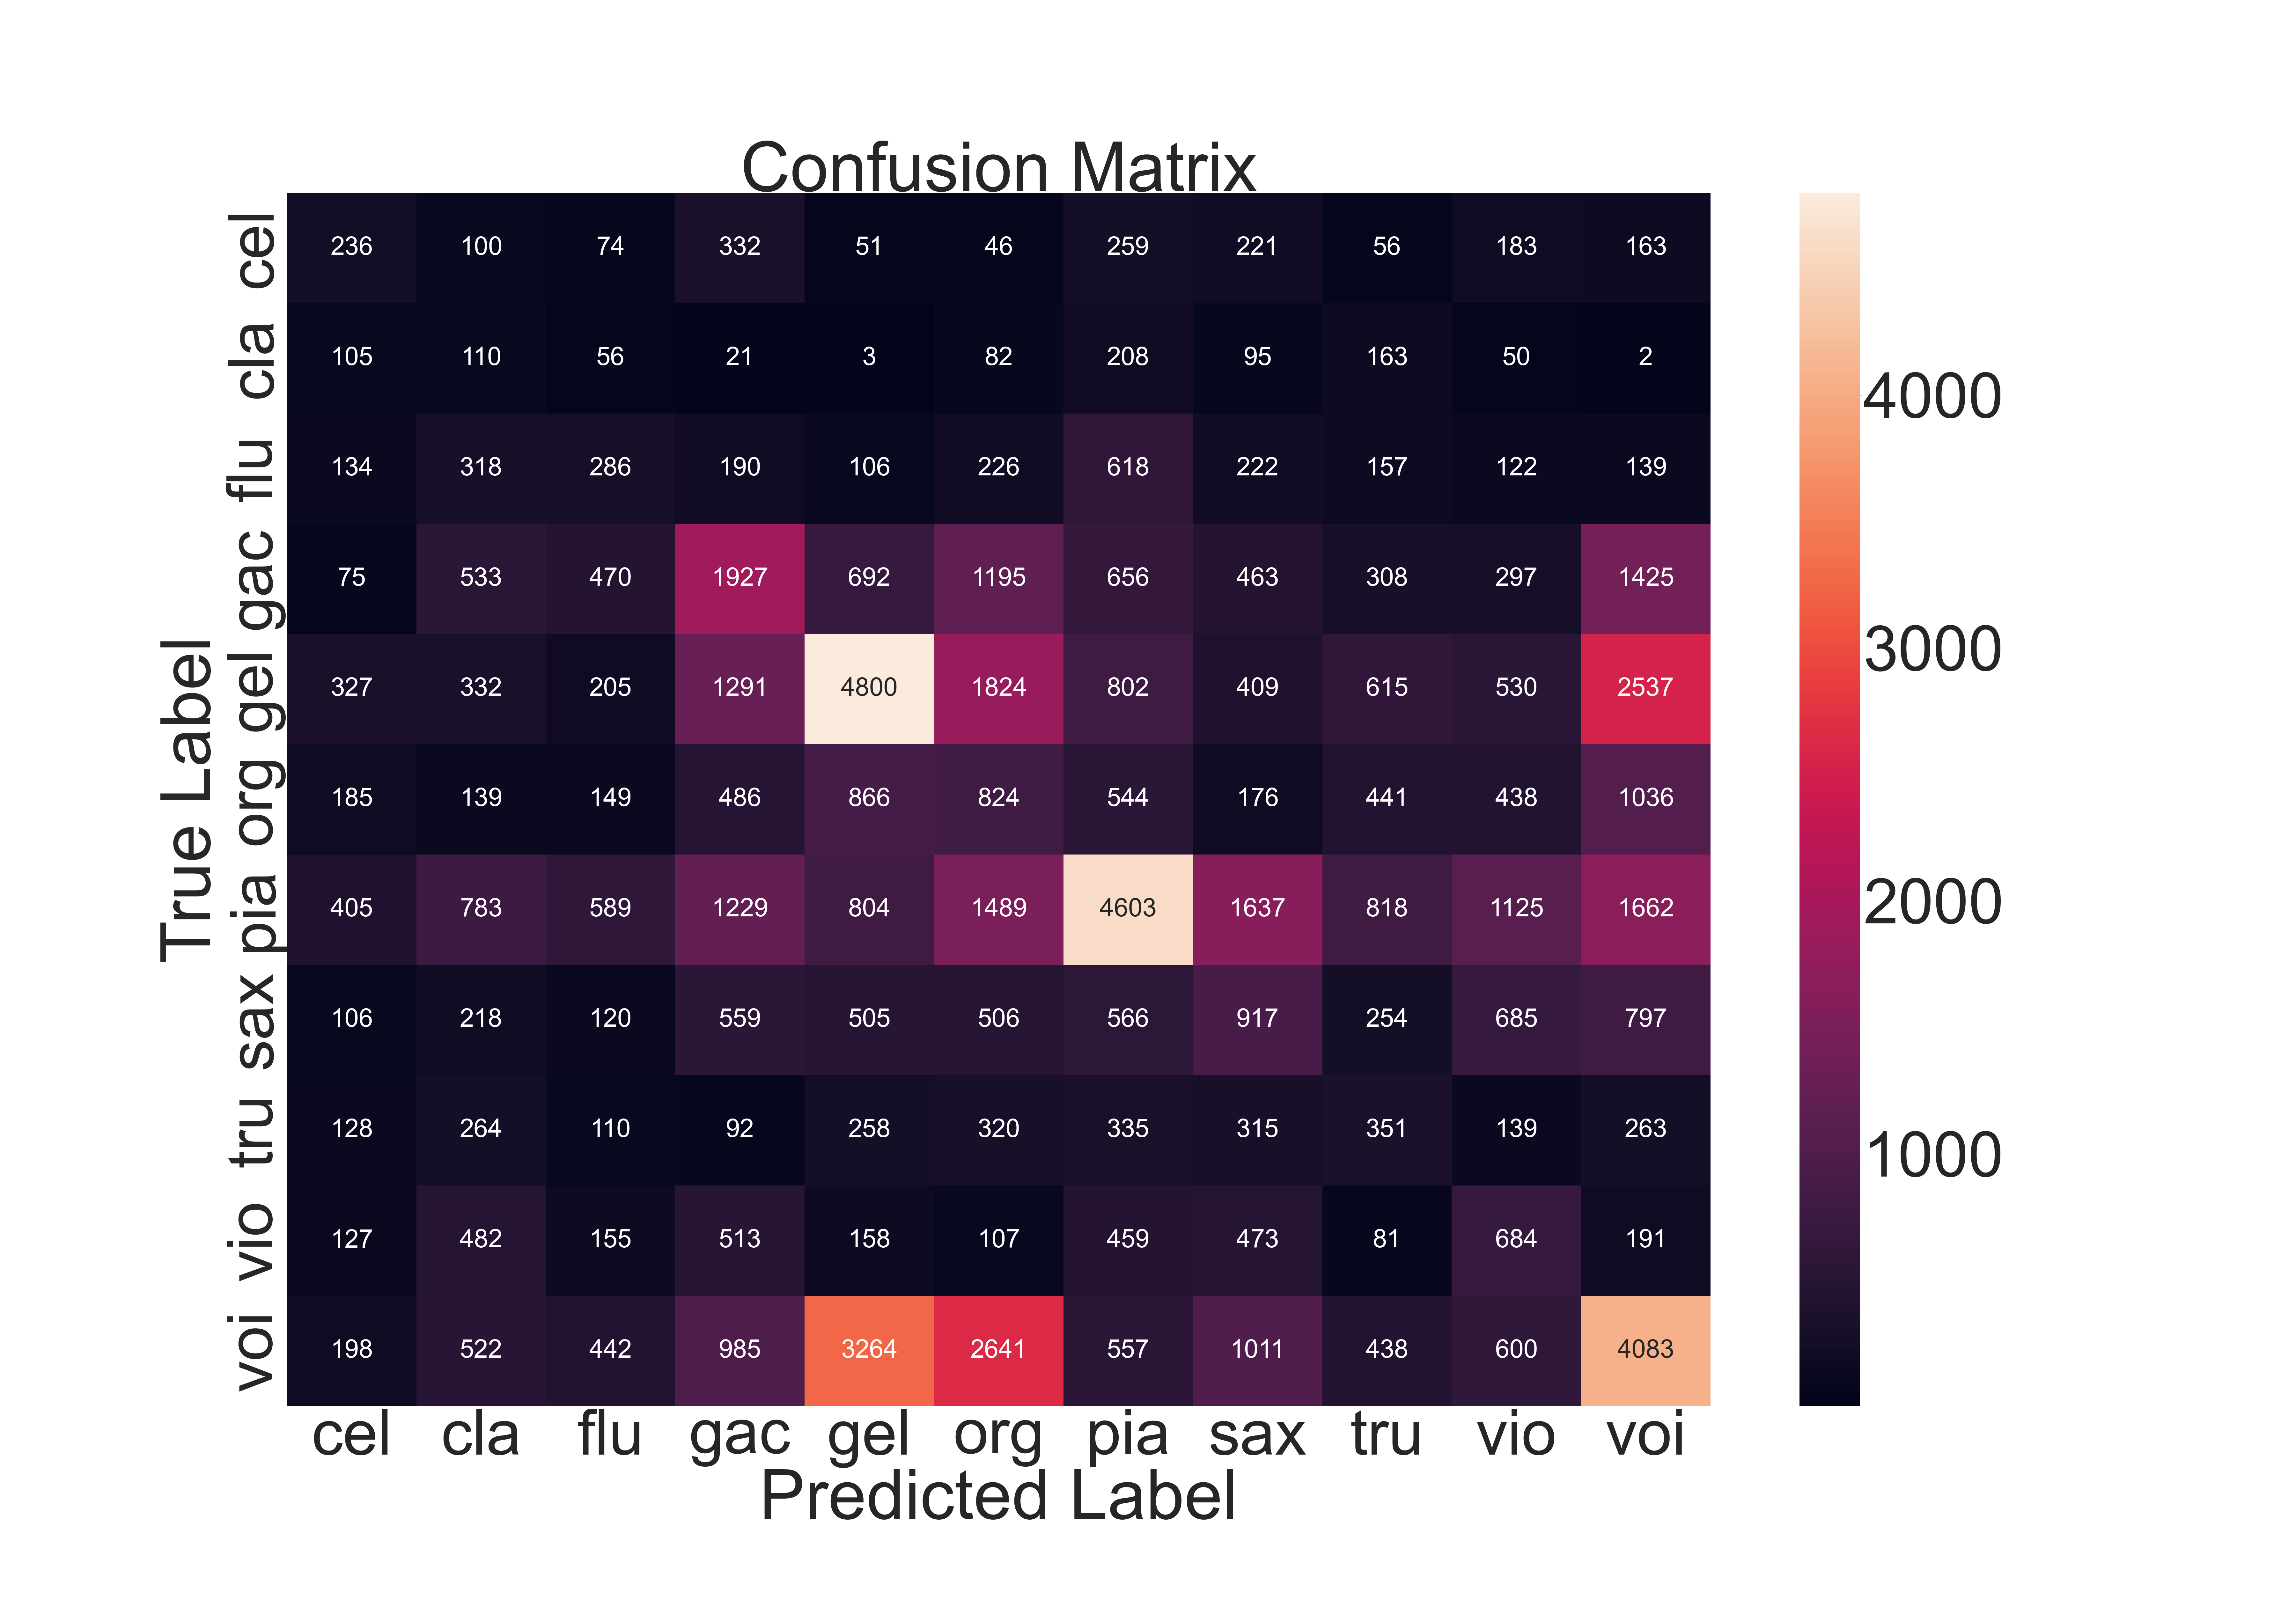 Confusion Matrix
cel 236 100 74 332 51 46 259 221 56 183 163
cla 105 110 56 21 3 82 208 95 163 50 2
flu 134 318 286 190 106 226 618 222 157 122 139
gac 75 533 470 1927 692 1195 656 463 308 297 1425
gel 327 332 205 1291 4800 1824 802 409 615 530 2537
org 185 139 149 486 866 824 544 176 441 438 1036
pia 405 783 589 1229 804 1489 4603 1637 818 1125 1662
sax 106 218 120 559 505 506 566 917 254 685 797
tru 128 264 110 92 258 320 335 315 351 139 263
vio 127 482 155 513 158 107 459 473 81 684 191
voi 198 522 442 985 3264 2641 557 1011 438 600 4083
cel cla flu gac gel org pia sax tru vio voi
Predicted Label
True Label
4000
3000
2000
1000